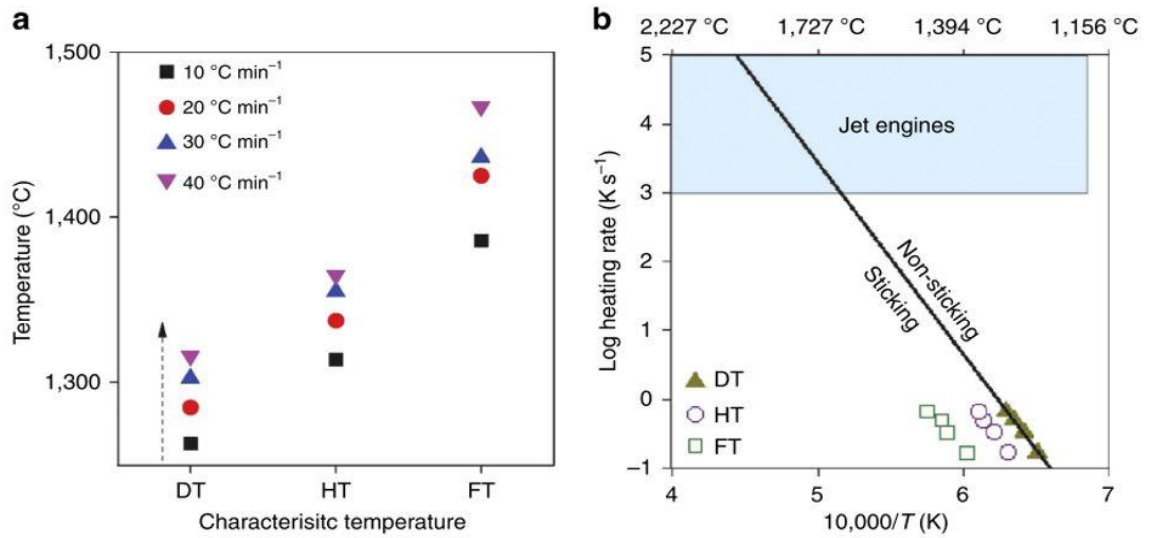 a
1,500
1,400
1,300
Temperature (°C)
10 °C min⁻¹
20 °C min⁻¹
30 °C min⁻¹
40 °C min⁻¹
DT HT FT
Characterisitc temperature
b
2,227 °C 1,727 °C 1,394 °C 1,156 °C
5
4
3
2
1
0
−1
Log heating rate (K s⁻¹)
Jet engines
Non-sticking
Sticking
DT
HT
FT
4 5 6 7
10,000/T (K)